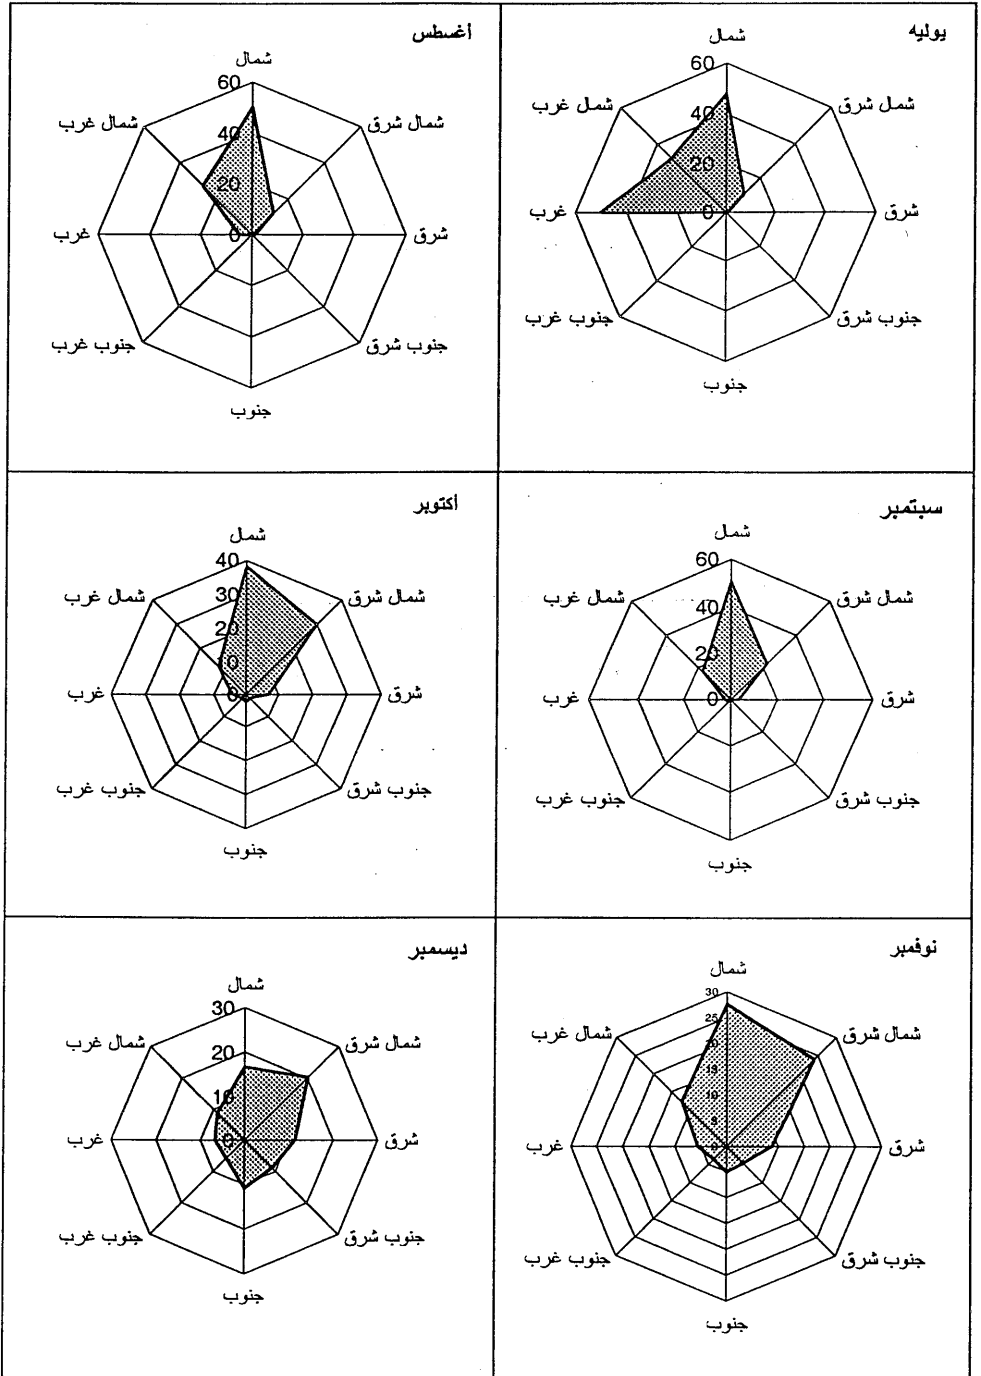 يوليه
شمال
60
شمال غرب
شمال شرق
40
20
غرب
0
شرق
جنوب غرب
جنوب شرق
جنوب
أغسطس
شمال
60
شمال غرب
شمال شرق
40
20
غرب
0
شرق
جنوب غرب
جنوب شرق
جنوب
سبتمبر
شمال
60
شمال غرب
شمال شرق
40
20
غرب
0
شرق
جنوب غرب
جنوب شرق
جنوب
أكتوبر
شمال
40
شمال غرب
شمال شرق
30
20
10
غرب
0
شرق
جنوب غرب
جنوب شرق
جنوب
نوفمبر
شمال
30
شمال غرب
شمال شرق
25
20
15
10
5
غرب
0
شرق
جنوب غرب
جنوب شرق
جنوب
ديسمبر
شمال
30
شمال غرب
شمال شرق
20
10
غرب
0
شرق
جنوب غرب
جنوب شرق
جنوب